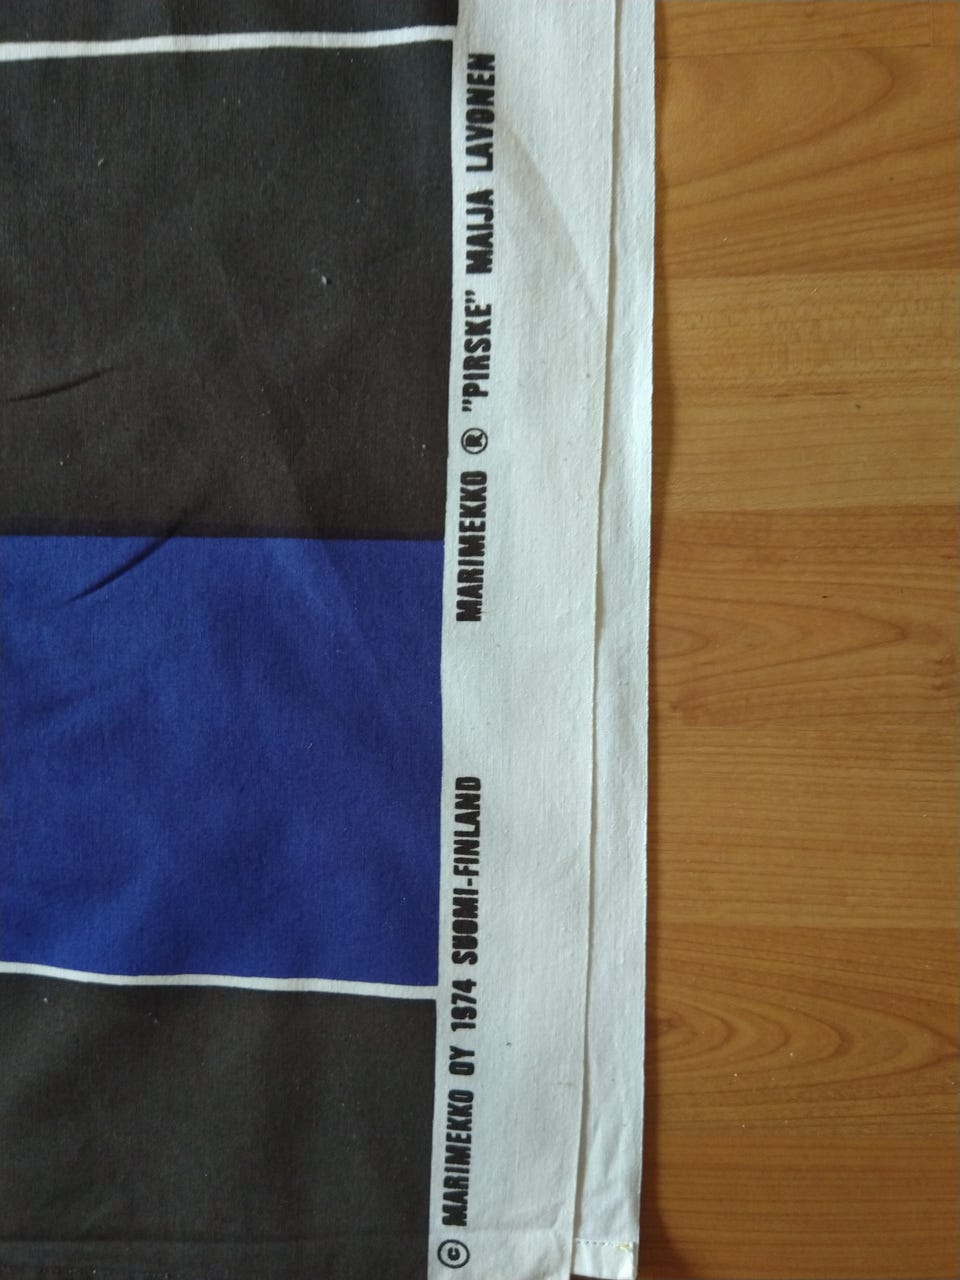 © MARIMEKKO OY 1974 SUOMI-FINLAND
MARIMEKKO ® "PIRSKE" MAIJA LAVONEN